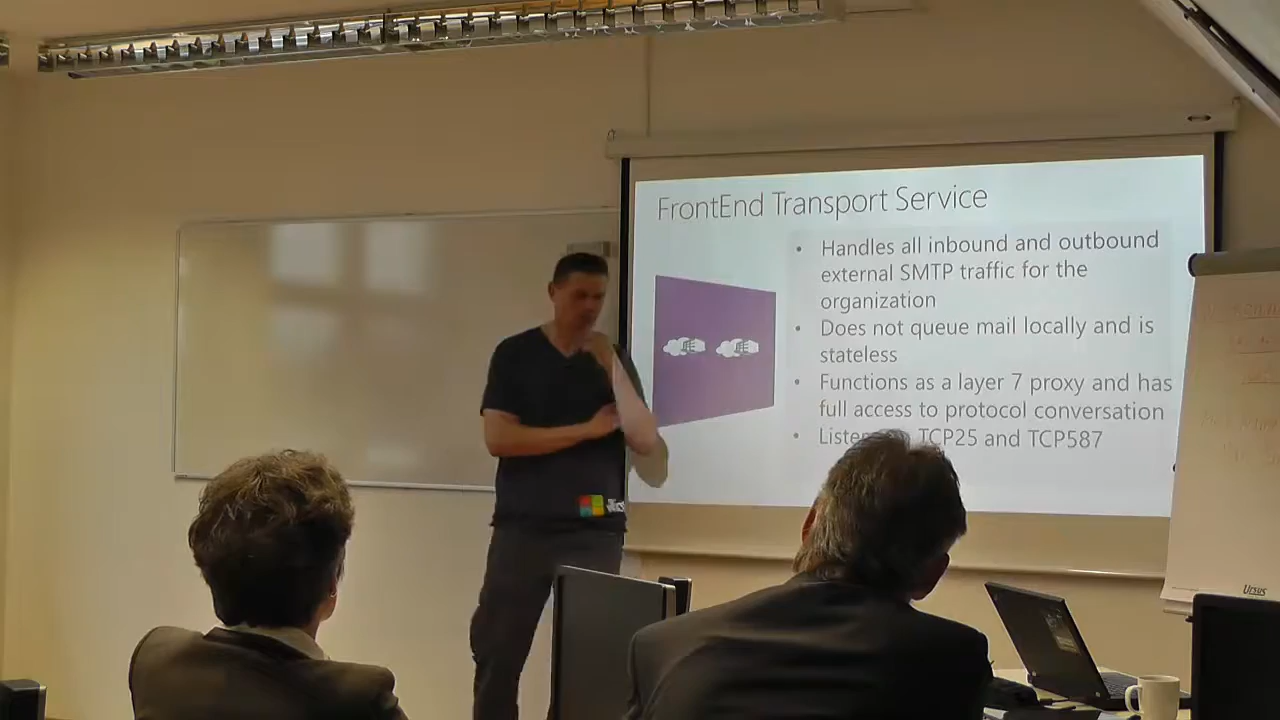 FrontEnd Transport Service
• Handles all inbound and outbound
external SMTP traffic for the
organization
• Does not queue mail locally and is
stateless
• Functions as a layer 7 proxy and has
full access to protocol conversation
• TCP25 and TCP587
Ursus